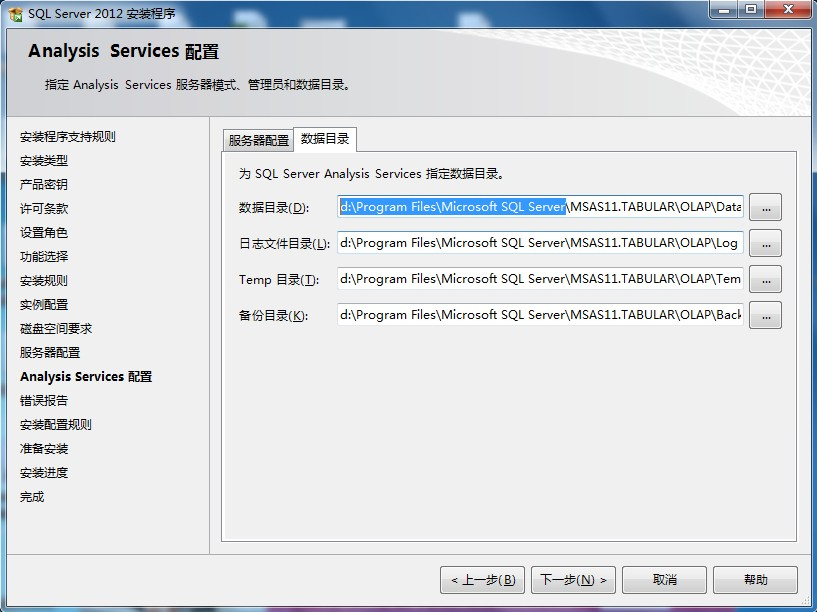 SQL Server 2012 安装程序
Analysis Services 配置
指定 Analysis Services 服务器模式、管理员和数据目录。
安装程序支持规则
安装类型
产品密钥
许可条款
设置角色
功能选择
安装规则
实例配置
磁盘空间要求
服务器配置
Analysis Services 配置
错误报告
安装配置规则
准备安装
安装进度
完成
服务器配置 数据目录
为 SQL Server Analysis Services 指定数据目录。
数据目录(D): d:\Program Files\Microsoft SQL Server\MSAS11.TABULAR\OLAP\Data ...
日志文件目录(L): d:\Program Files\Microsoft SQL Server\MSAS11.TABULAR\OLAP\Log ...
Temp 目录(T): d:\Program Files\Microsoft SQL Server\MSAS11.TABULAR\OLAP\Tem ...
备份目录(K): d:\Program Files\Microsoft SQL Server\MSAS11.TABULAR\OLAP\Back ...
< 上一步(B) 下一步(N) > 取消 帮助